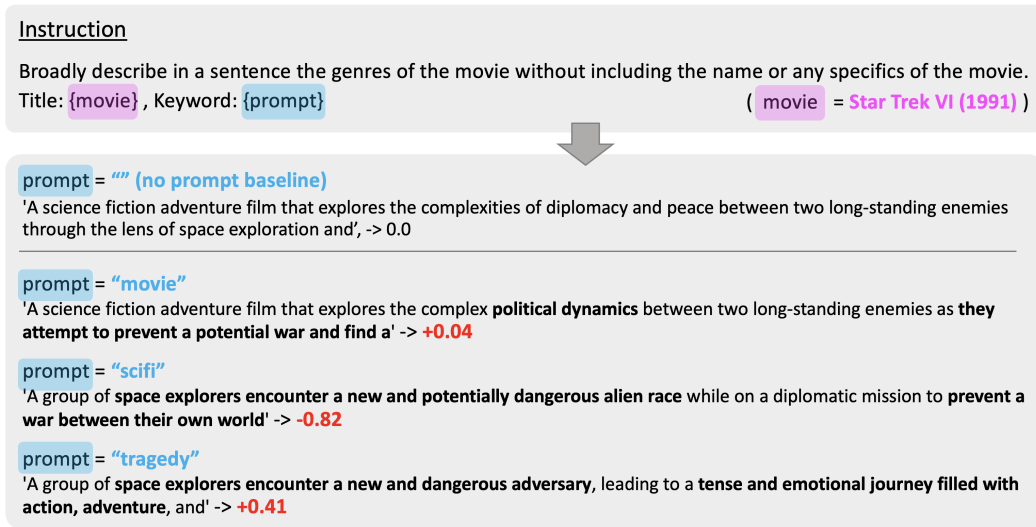 Instruction
Broadly describe in a sentence the genres of the movie without including the name or any specifics of the movie.
Title: {movie} , Keyword: {prompt} ( movie = Star Trek VI (1991) )
prompt = “” (no prompt baseline)
'A science fiction adventure film that explores the complexities of diplomacy and peace between two long-standing enemies
through the lens of space exploration and’, -> 0.0
prompt = “movie”
'A science fiction adventure film that explores the complex political dynamics between two long-standing enemies as they
attempt to prevent a potential war and find a' -> +0.04
prompt = “scifi”
'A group of space explorers encounter a new and potentially dangerous alien race while on a diplomatic mission to prevent a
war between their own world' -> -0.82
prompt = “tragedy”
'A group of space explorers encounter a new and dangerous adversary, leading to a tense and emotional journey filled with
action, adventure, and' -> +0.41